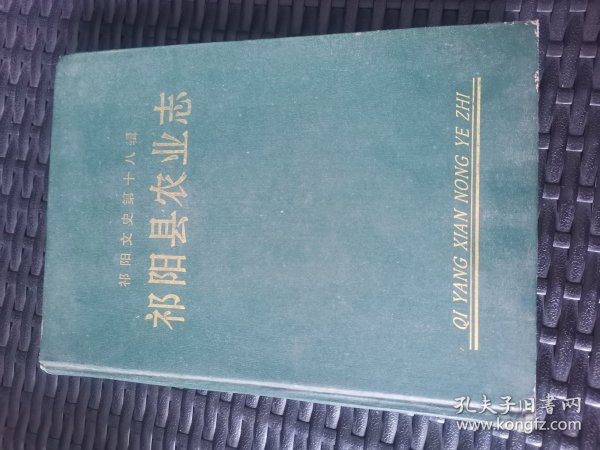 祁阳文史第十八辑
祁阳县农业志
QI YANG XIAN NONG YE ZHI
孔夫子旧书网
www.kongfz.com